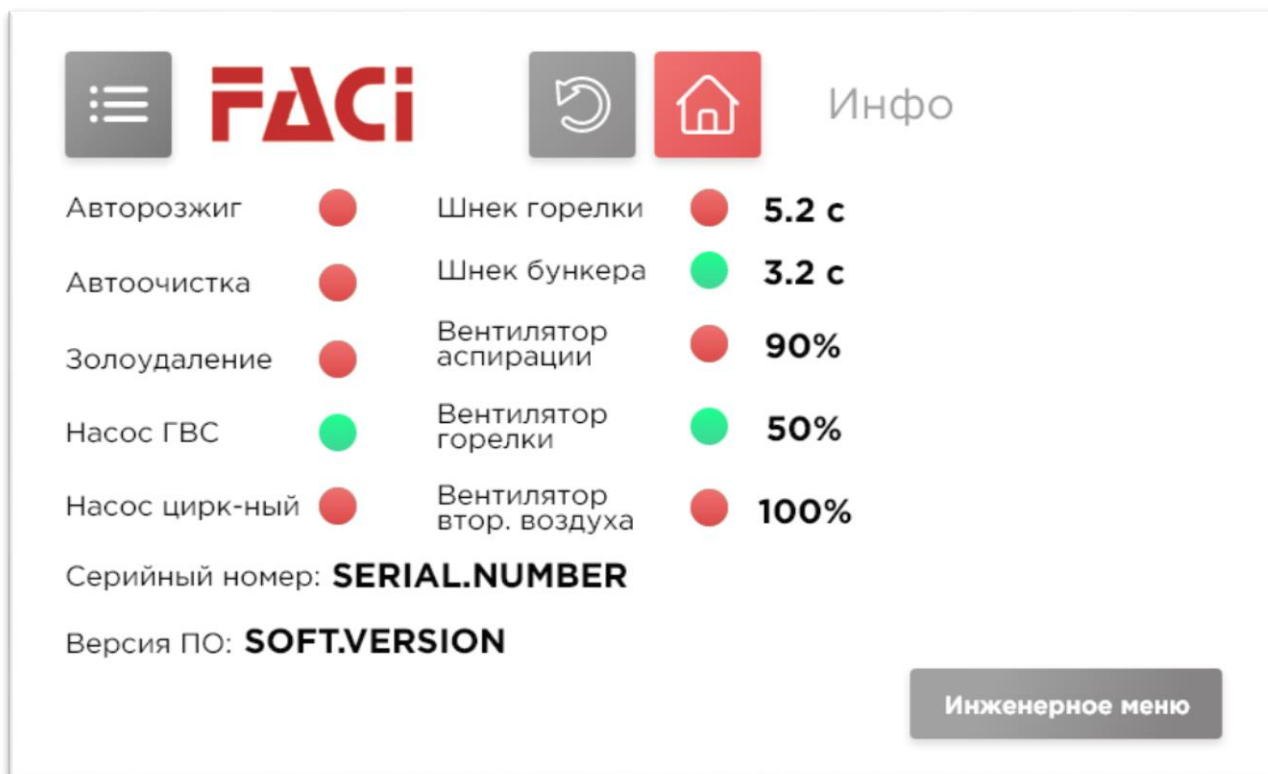 FACi
Инфо
Авторозжиг
Шнек горелки 5.2 с
Автоочистка
Шнек бункера 3.2 с
Золоудаление
Вентилятор
аспирации 90%
Насос ГВС
Вентилятор
горелки 50%
Насос цирк-ный
Вентилятор
втор. воздуха 100%
Серийный номер: SERIAL.NUMBER
Версия ПО: SOFT.VERSION
Инженерное меню